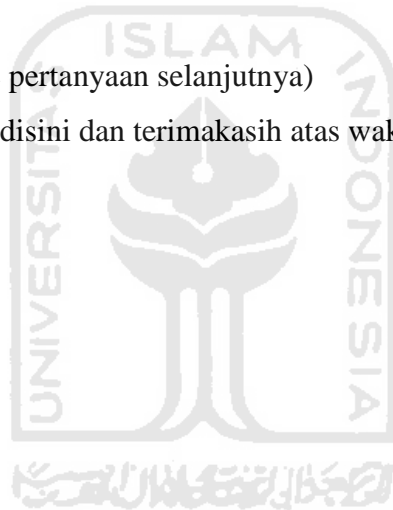 ISLAM
pertanyaan selanjutnya)
disini dan terimakasih atas wak
UNIVERSITAS
INDONESIA